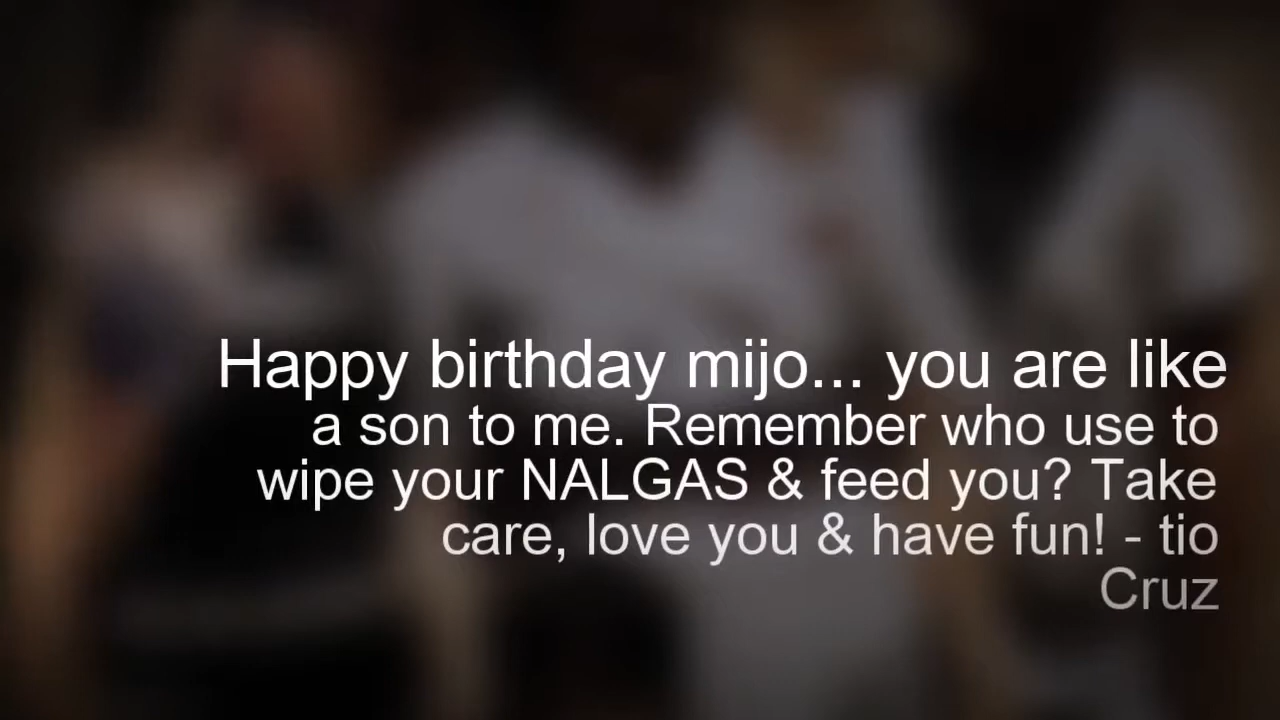 Happy birthday mijo... you are like
a son to me. Remember who use to
wipe your NALGAS & feed you? Take
care, love you & have fun! - tio
Cruz